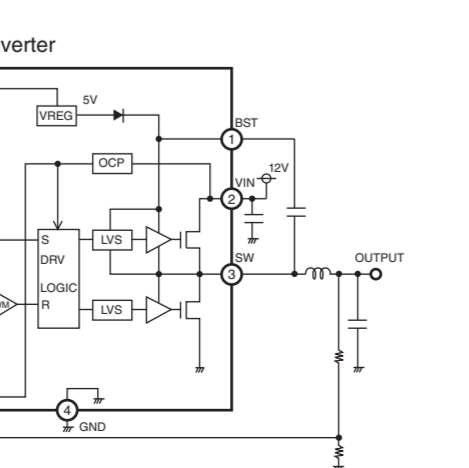 verter
5V
VREG
BST
1
OCP
12V
VIN
2
S
LVS
DRV
SW
3
OUTPUT
LOGIC
R
LVS
4
GND